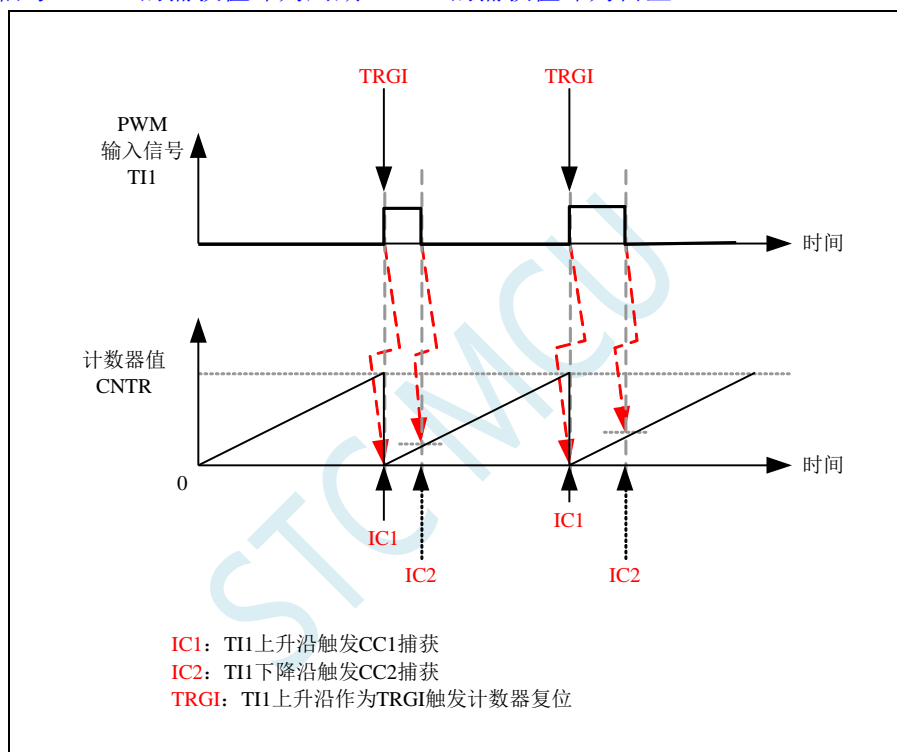 TRGI TRGI
PWM
输入信号
TI1
时间
计数器值
CNTR
0
时间
IC1 IC1
IC2 IC2
STC MCU
IC1：TI1上升沿触发CC1捕获
IC2：TI1下降沿触发CC2捕获
TRGI：TI1上升沿作为TRGI触发计数器复位